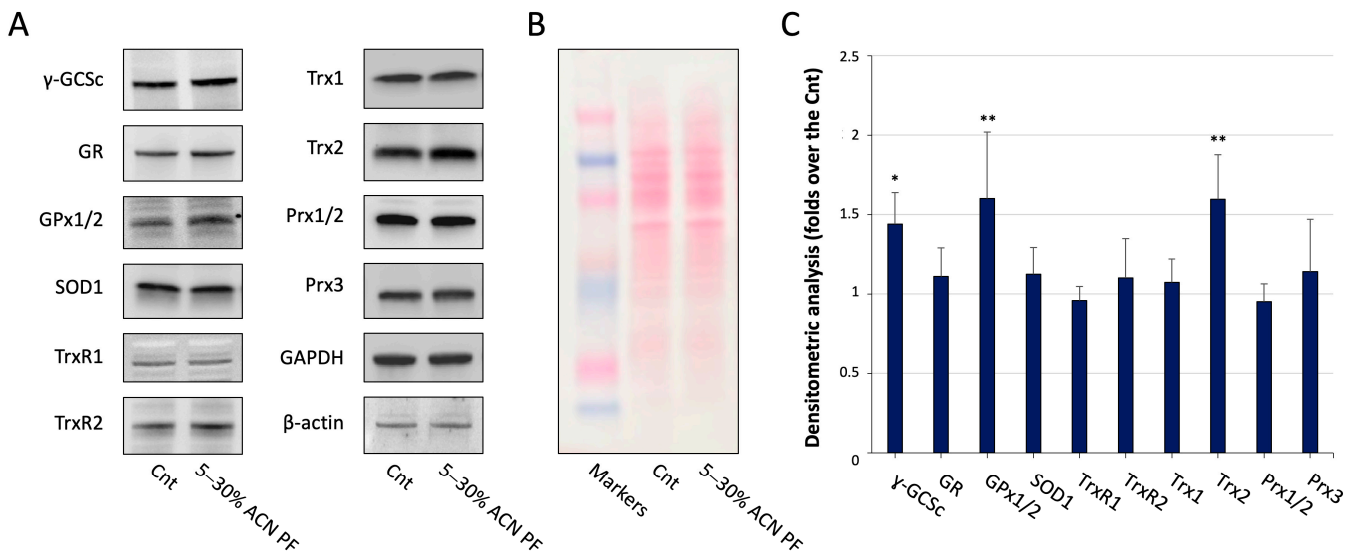 A
γ-GCSc
GR
GPx1/2
SOD1
TrxR1
TrxR2
Cnt
5–30% ACN PF
Trx1
Trx2
Prx1/2
Prx3
GAPDH
β-actin
Cnt
5–30% ACN PF
B
Markers
Cnt
5–30% ACN PF
C
Densitometric analysis (folds over the Cnt)
2.5
2
1.5
1
0.5
0
*
**
**
γ-GCSc
GR
GPx1/2
SOD1
TrxR1
TrxR2
Trx1
Trx2
Prx1/2
Prx3